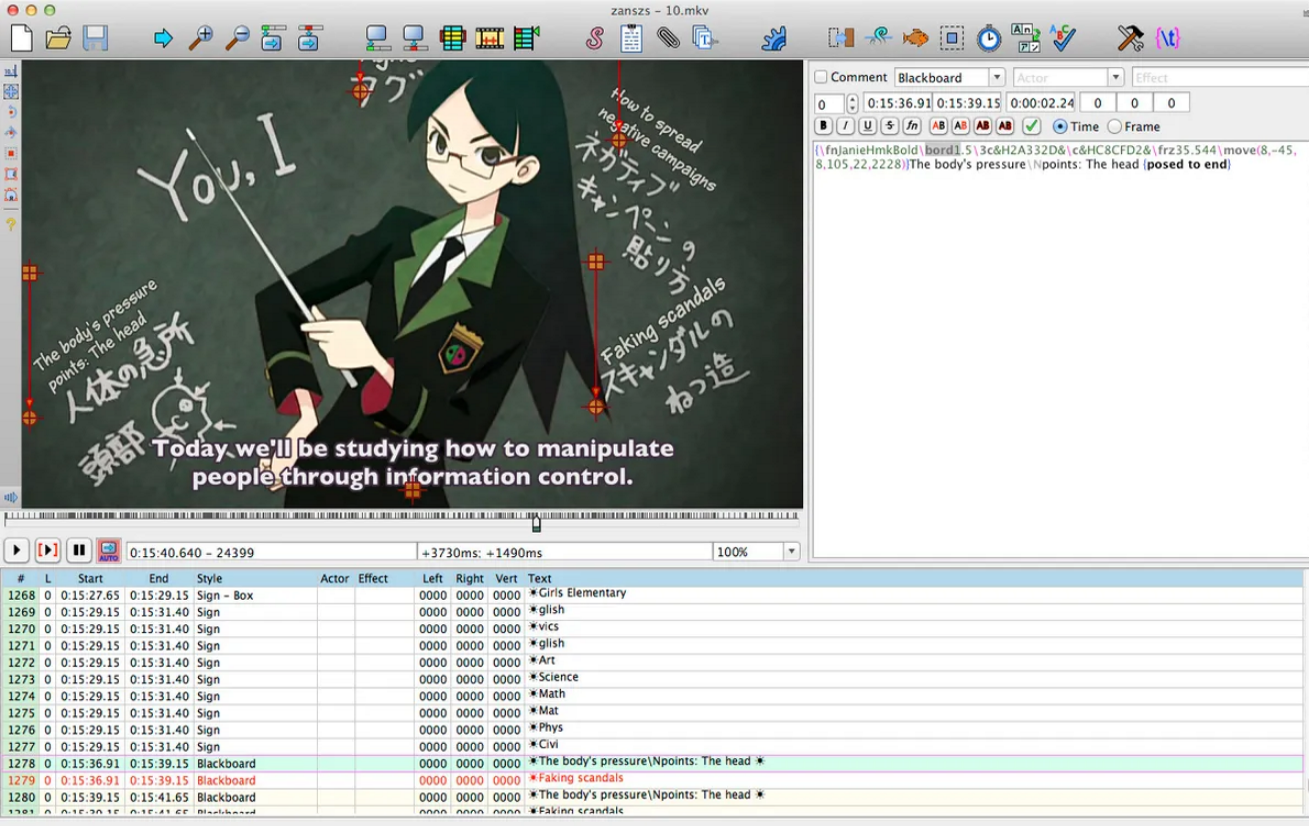 zanszs – 10.mkv
アグ
You, I
How to spread
negative campaigns
ネガティブ
キャンペーンの
貼り方
The body's pressure
points: The head
人体の急所
頭部
Faking scandals
スキャンダルの
ねつ造
Today we'll be studying how to manipulate
people through information control.
Comment Blackboard Actor Effect
0 0:15:36.91 0:15:39.15 0:00:02.24 0 0 0
B I U S fn AB AB AB AB Time Frame
{\fnJanieHmkBold\bord1.5\3c&H2A332D&\c&HC8CFD2&\frz35.544\move(8,-45,
8,105,22,2228)}The body's pressure\Npoints: The head {posed to end}
AUTO 0:15:40.640 – 24399 +3730ms; +1490ms 100%
# L Start End Style Actor Effect Left Right Vert Text
1268 0 0:15:27.65 0:15:29.15 Sign – Box 0000 0000 0000 ☀Girls Elementary
1269 0 0:15:29.15 0:15:31.40 Sign 0000 0000 0000 ☀glish
1270 0 0:15:29.15 0:15:31.40 Sign 0000 0000 0000 ☀vics
1271 0 0:15:29.15 0:15:31.40 Sign 0000 0000 0000 ☀glish
1272 0 0:15:29.15 0:15:31.40 Sign 0000 0000 0000 ☀Art
1273 0 0:15:29.15 0:15:31.40 Sign 0000 0000 0000 ☀Science
1274 0 0:15:29.15 0:15:31.40 Sign 0000 0000 0000 ☀Math
1275 0 0:15:29.15 0:15:31.40 Sign 0000 0000 0000 ☀Mat
1276 0 0:15:29.15 0:15:31.40 Sign 0000 0000 0000 ☀Phys
1277 0 0:15:29.15 0:15:31.40 Sign 0000 0000 0000 ☀Civi
1278 0 0:15:36.91 0:15:39.15 Blackboard 0000 0000 0000 ☀The body's pressure\Npoints: The head ☀
1279 0 0:15:36.91 0:15:39.15 Blackboard 0000 0000 0000 ☀Faking scandals
1280 0 0:15:39.15 0:15:41.65 Blackboard 0000 0000 0000 ☀The body's pressure\Npoints: The head ☀
1281 0 0:15:39.15 0:15:41.65 Blackboard 0000 0000 0000 ☀Faking scandals